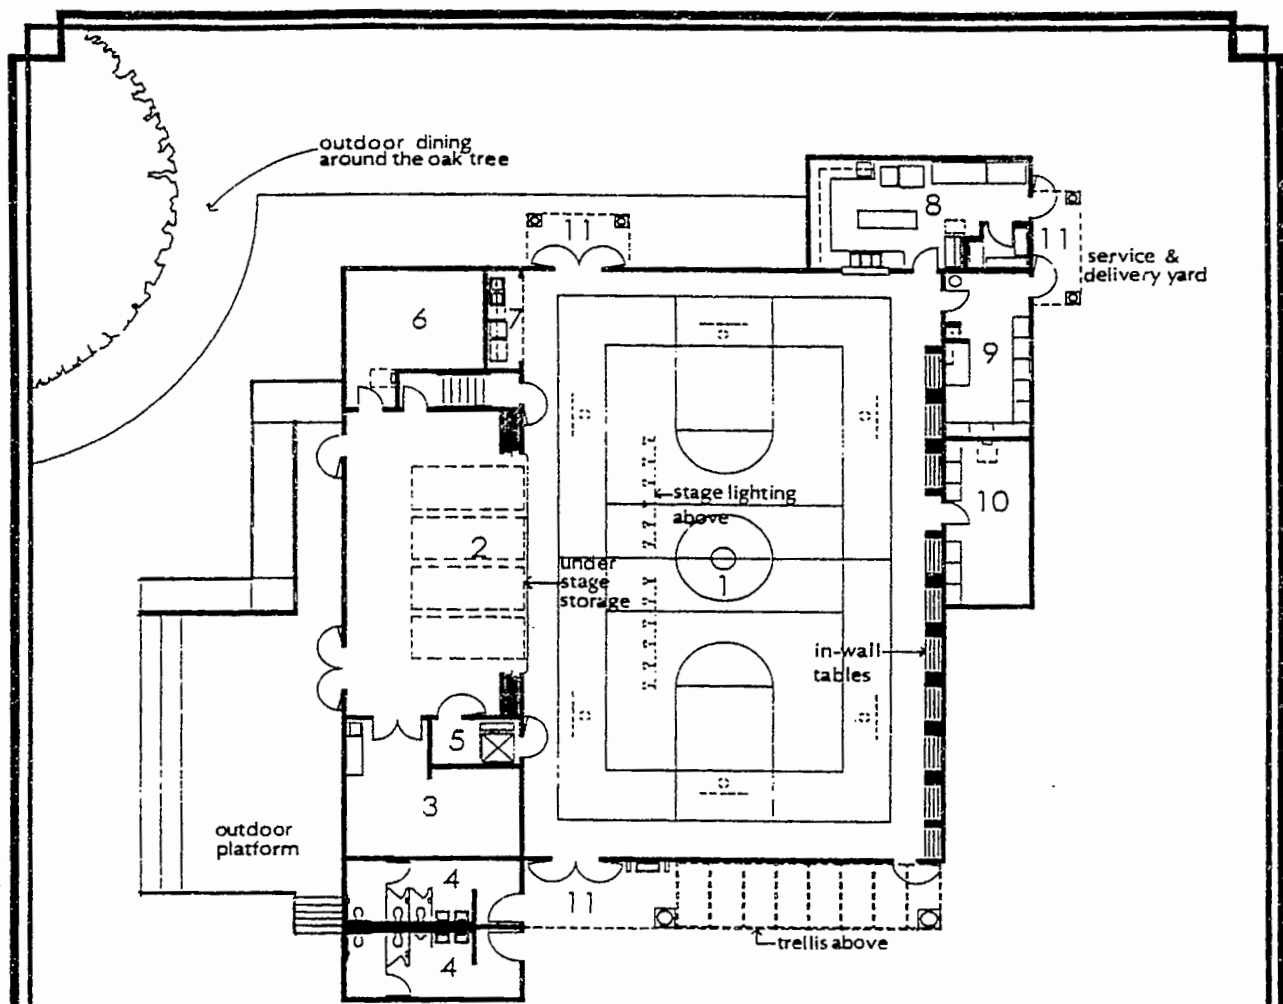 outdoor dining
around the oak tree
8
11
11
service &
delivery yard
6
7
9
stage lighting
above
10
2
under
stage
storage
1
in-wall
tables
5
3
outdoor
platform
4
11
trellis above
4